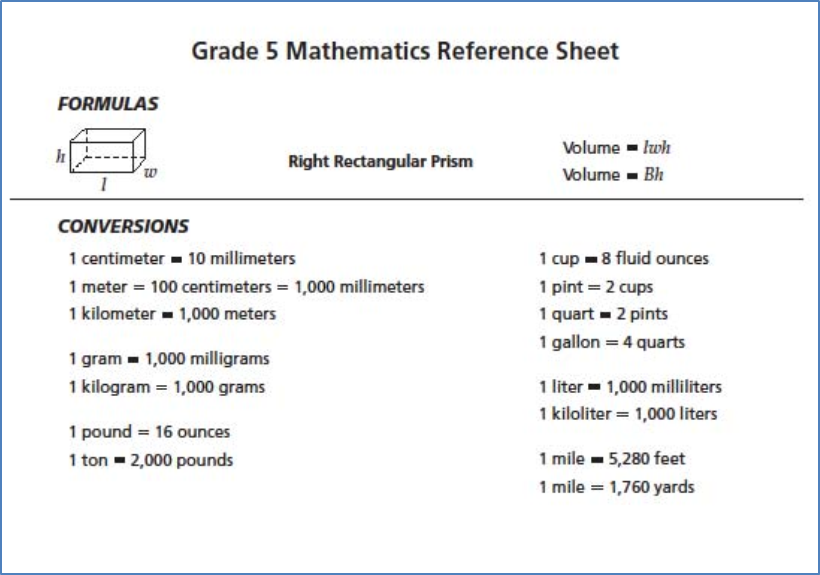 Grade 5 Mathematics Reference Sheet
FORMULAS
h
w
l
Right Rectangular Prism
Volume = lwh
Volume = Bh
CONVERSIONS
1 centimeter = 10 millimeters
1 meter = 100 centimeters = 1,000 millimeters
1 kilometer = 1,000 meters
1 gram = 1,000 milligrams
1 kilogram = 1,000 grams
1 pound = 16 ounces
1 ton = 2,000 pounds
1 cup = 8 fluid ounces
1 pint = 2 cups
1 quart = 2 pints
1 gallon = 4 quarts
1 liter = 1,000 milliliters
1 kiloliter = 1,000 liters
1 mile = 5,280 feet
1 mile = 1,760 yards